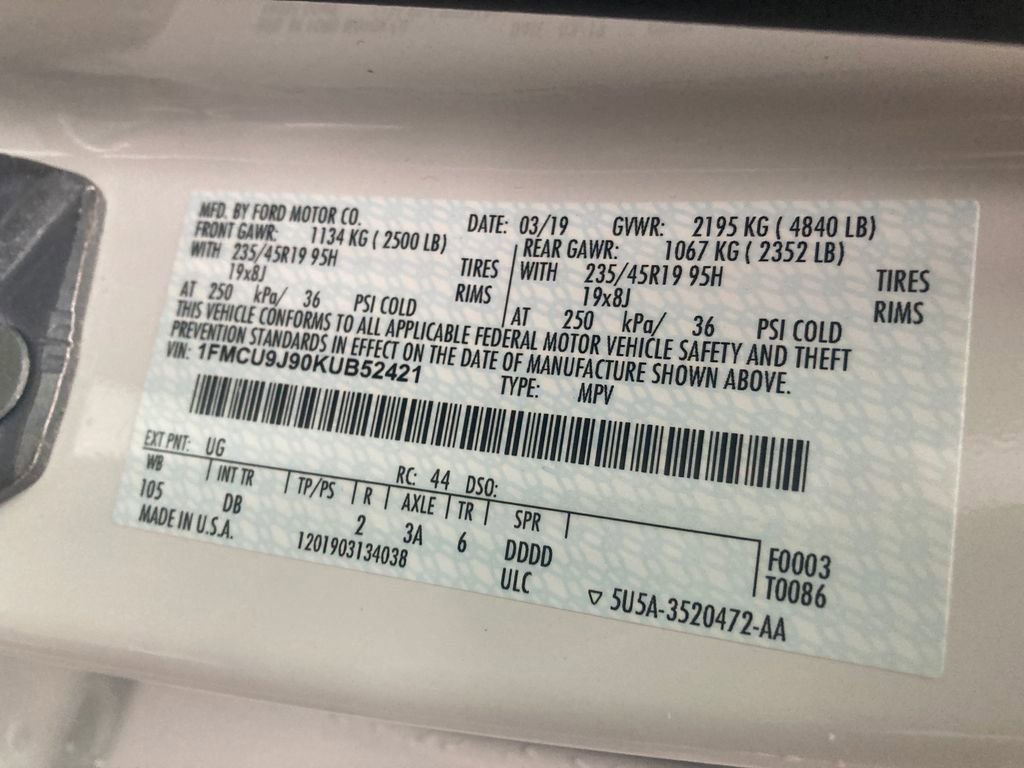 MFD. BY FORD MOTOR CO.
DATE: 03/19 GVWR: 2195 KG ( 4840 LB)
FRONT GAWR: 1134 KG ( 2500 LB)
WITH 235/45R19 95H TIRES
19x8J RIMS
AT 250 kPa/ 36 PSI COLD
REAR GAWR: 1067 KG ( 2352 LB)
WITH 235/45R19 95H TIRES
19x8J RIMS
AT 250 kPa/ 36 PSI COLD
THIS VEHICLE CONFORMS TO ALL APPLICABLE FEDERAL MOTOR VEHICLE SAFETY AND THEFT
PREVENTION STANDARDS IN EFFECT ON THE DATE OF MANUFACTURE SHOWN ABOVE.
VIN: 1FMCU9J90KUB52421
TYPE: MPV
EXT PNT: UG RC: 44 DSO:
WB INT TR TP/PS R AXLE TR SPR
105 DB 2 3A 6 DDDD F0003
MADE IN U.S.A. 1201903134038 ULC T0086
▽ 5U5A-3520472-AA